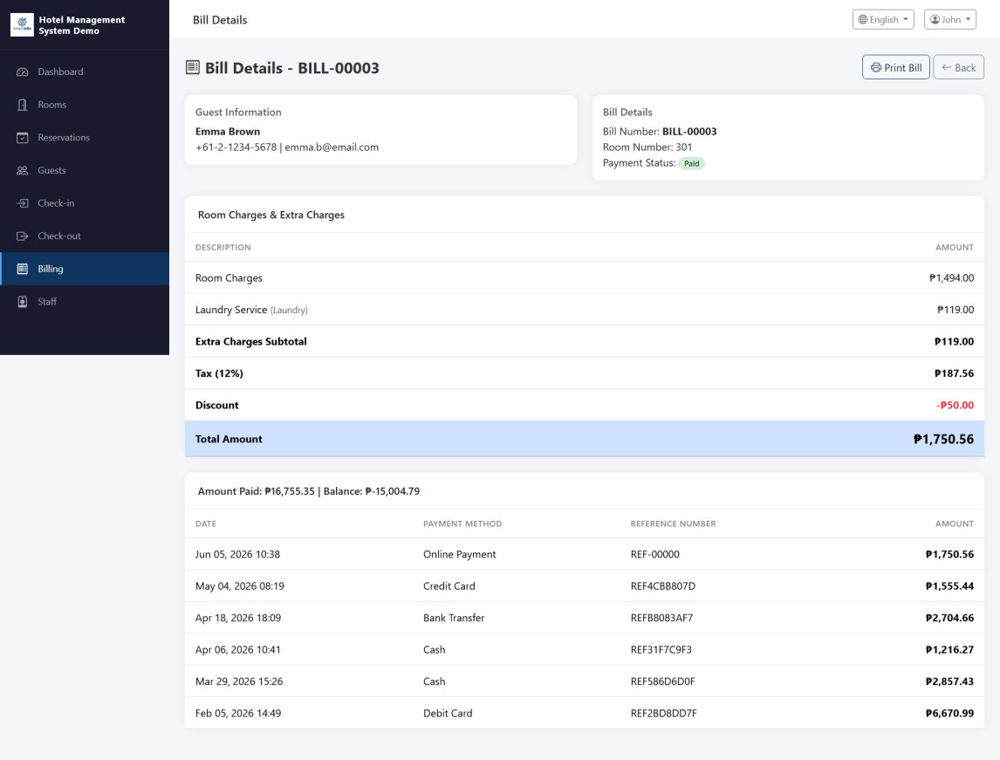 Hotel Management
System Demo
Dashboard
Rooms
Reservations
Guests
Check-in
Check-out
Billing
Staff
Bill Details
English
John
Bill Details - BILL-00003
Print Bill
← Back
Guest Information
Emma Brown
+61-2-1234-5678 | emma.b@email.com
Bill Details
Bill Number: BILL-00003
Room Number: 301
Payment Status: Paid
Room Charges & Extra Charges
DESCRIPTION AMOUNT
Room Charges ₱1,494.00
Laundry Service (Laundry) ₱119.00
Extra Charges Subtotal ₱119.00
Tax (12%) ₱187.56
Discount -₱50.00
Total Amount ₱1,750.56
Amount Paid: ₱16,755.35 | Balance: ₱-15,004.79
DATE PAYMENT METHOD REFERENCE NUMBER AMOUNT
Jun 05, 2026 10:38 Online Payment REF-00000 ₱1,750.56
May 04, 2026 08:19 Credit Card REF4CBB807D ₱1,555.44
Apr 18, 2026 18:09 Bank Transfer REFB8083AF7 ₱2,704.66
Apr 06, 2026 10:41 Cash REF31F7C9F3 ₱1,216.27
Mar 29, 2026 15:26 Cash REF586D6D0F ₱2,857.43
Feb 05, 2026 14:49 Debit Card REF2BD8DD7F ₱6,670.99